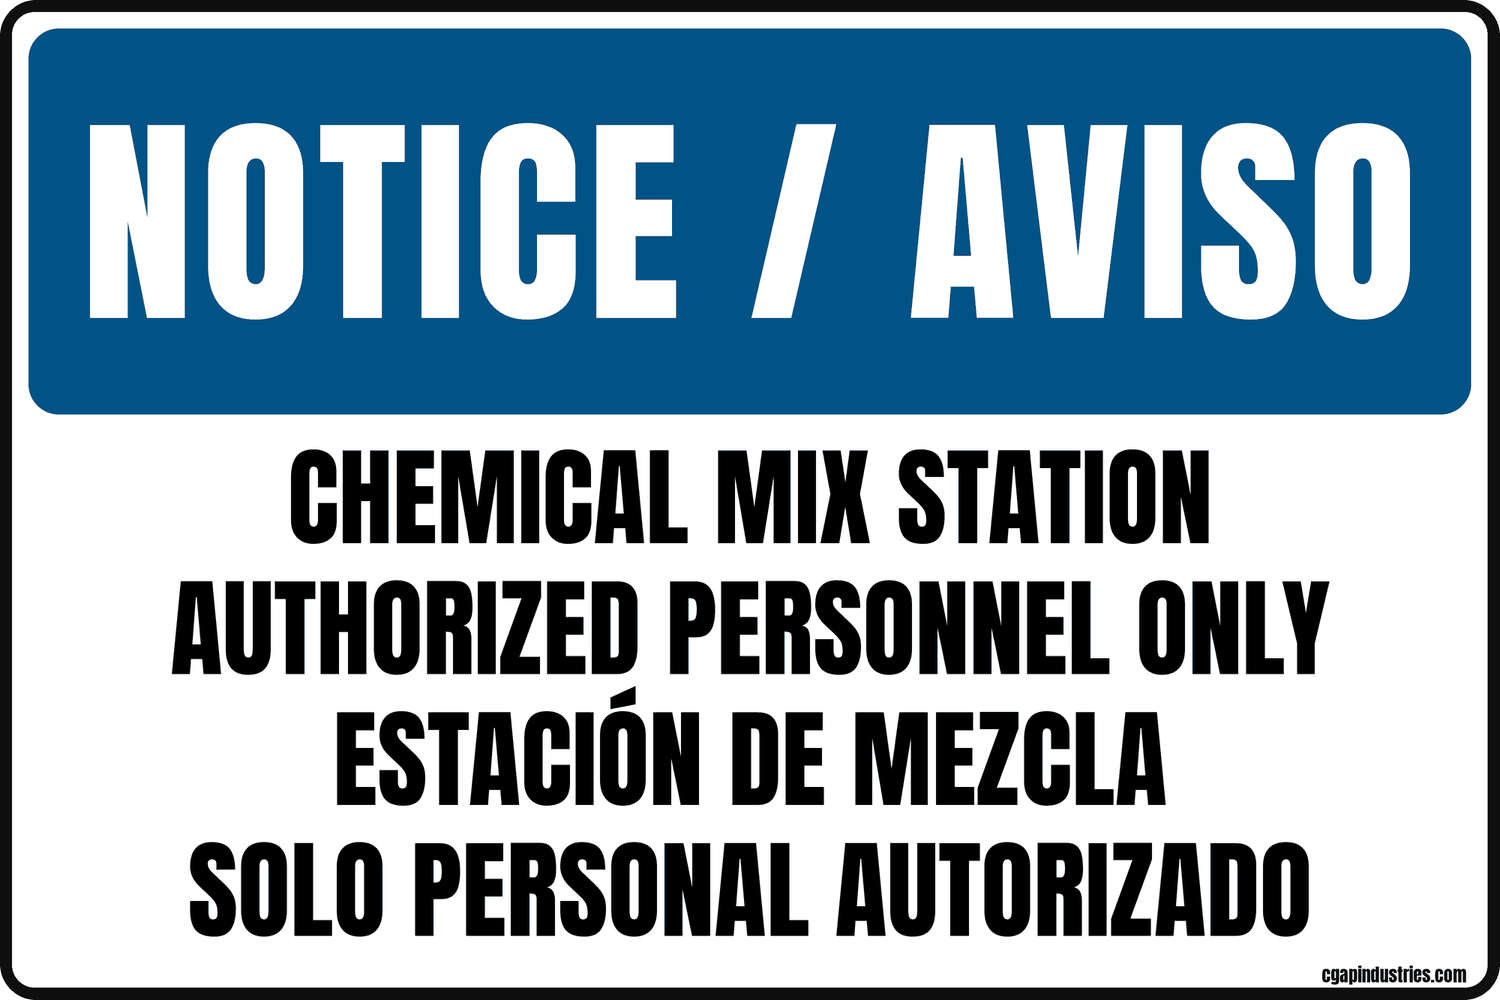 NOTICE / AVISO
CHEMICAL MIX STATION
AUTHORIZED PERSONNEL ONLY
ESTACIÓN DE MEZCLA
SOLO PERSONAL AUTORIZADO
cgapindustries.com